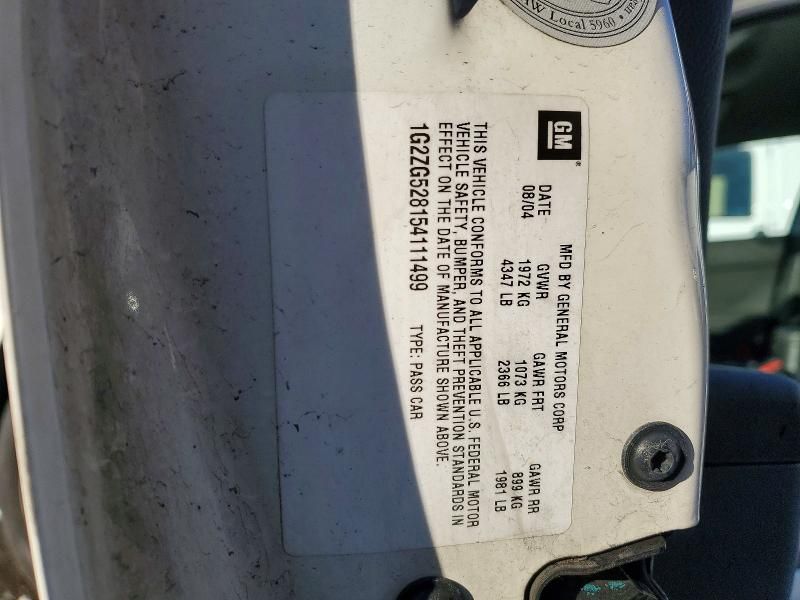 W Local 5960
GM
MFD BY GENERAL MOTORS CORP
DATE GVWR GAWR FRT GAWR RR
08/04 1972 KG 1073 KG 899 KG
4347 LB 2366 LB 1981 LB
THIS VEHICLE CONFORMS TO ALL APPLICABLE U.S. FEDERAL MOTOR
VEHICLE SAFETY, BUMPER, AND THEFT PREVENTION STANDARDS IN
EFFECT ON THE DATE OF MANUFACTURE SHOWN ABOVE.
1G2ZG528154111499 TYPE: PASS CAR